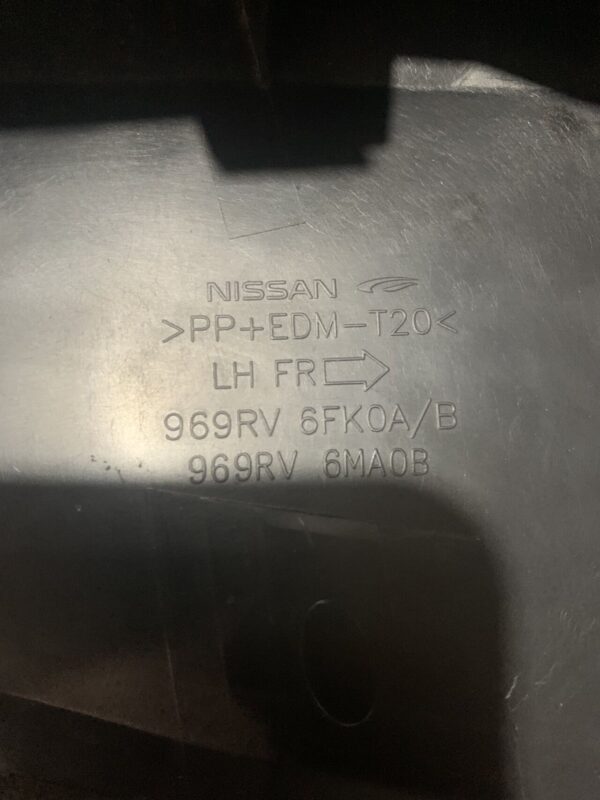 NISSAN
>PP+EDM-T20<
LH FR
969RV 6FK0A/B
969RV 6MA0B